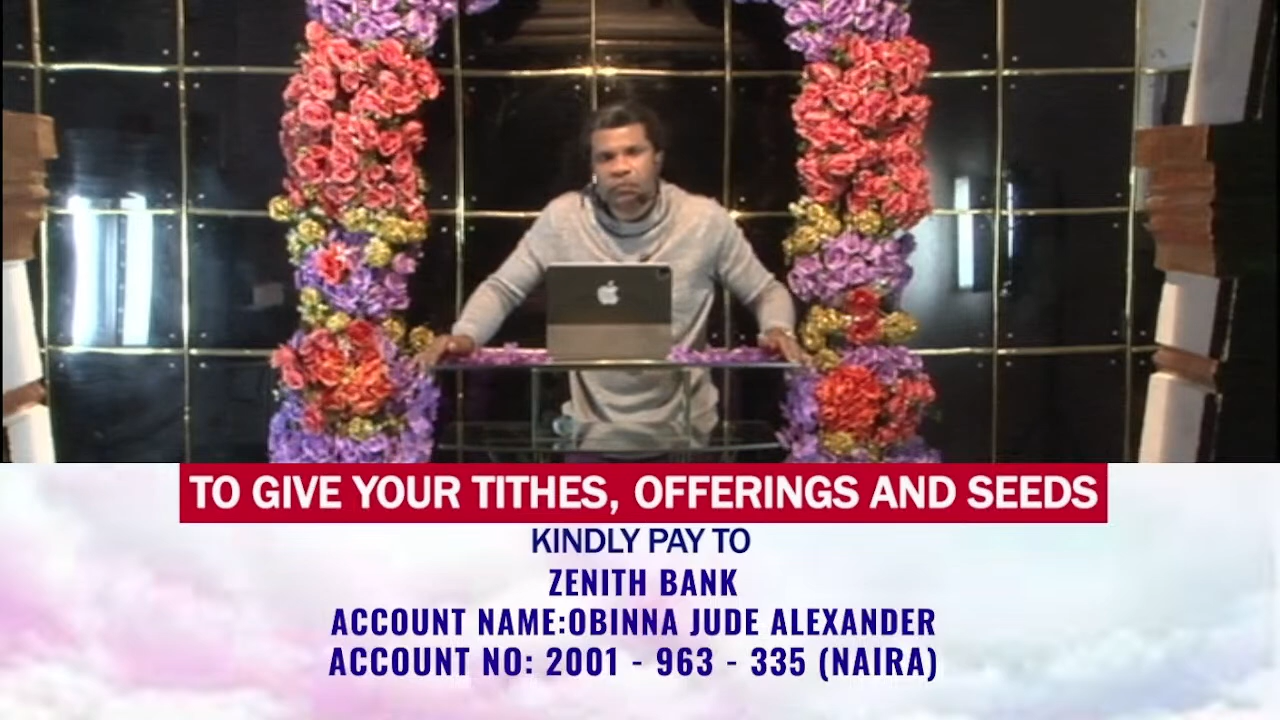 TO GIVE YOUR TITHES, OFFERINGS AND SEEDS
KINDLY PAY TO
ZENITH BANK
ACCOUNT NAME:OBINNA JUDE ALEXANDER
ACCOUNT NO: 2001 - 963 - 335 (NAIRA)